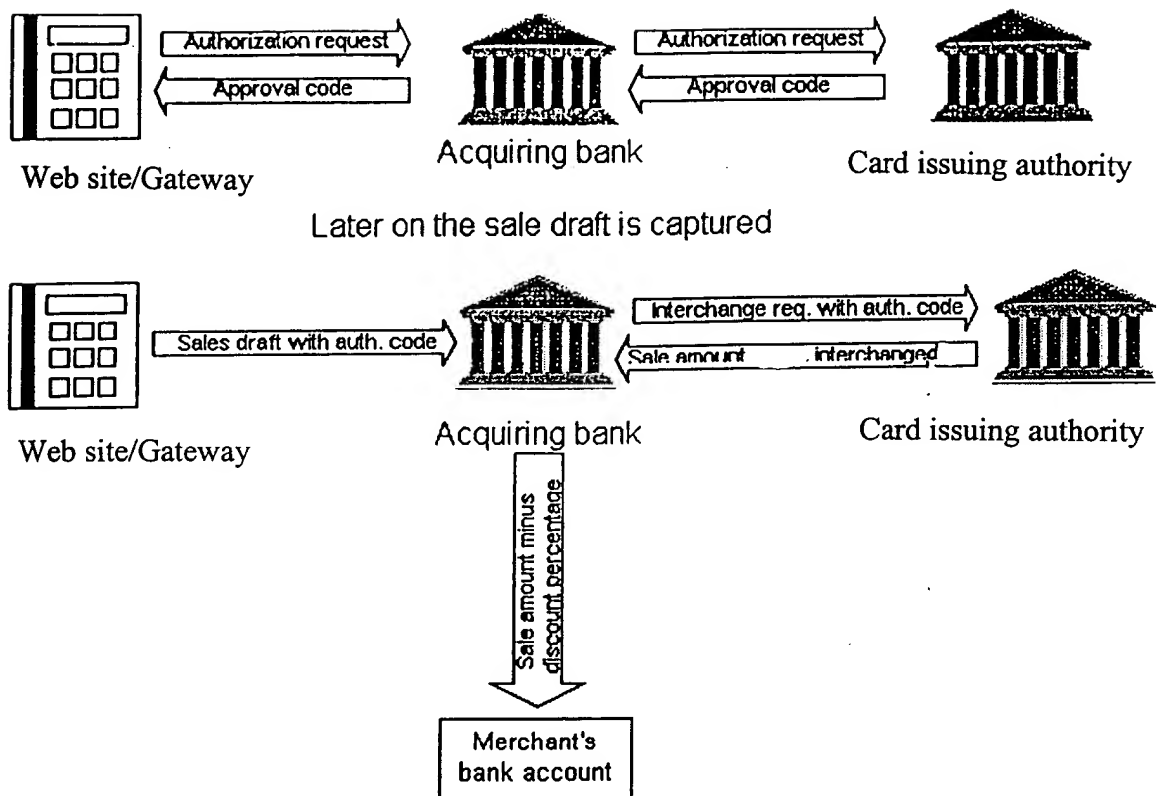 Authorization request
Authorization request
Approval code
Approval code
Web site/Gateway
Acquiring bank
Card issuing authority
Later on the sale draft is captured
Sales draft with auth. code
Interchange req. with auth. code
Sale amount interchanged
Web site/Gateway
Acquiring bank
Card issuing authority
Sale amount minus
discount percentage
Merchant's
bank account